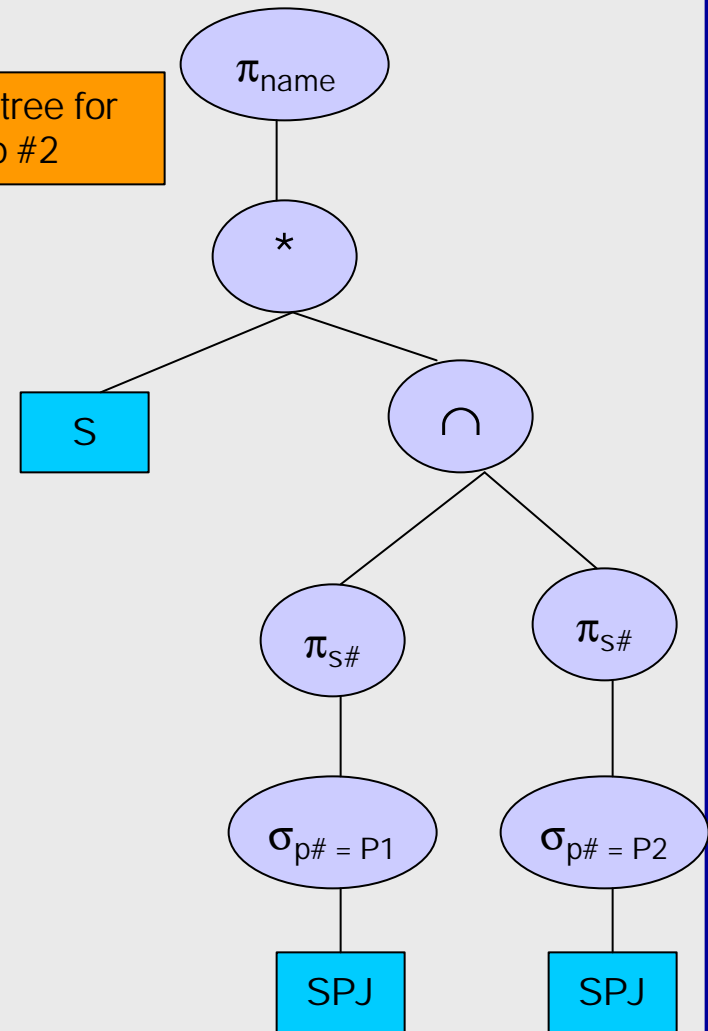 πname
tree for
#2
*
S
∩
πs#
πs#
σp# = P1
σp# = P2
SPJ
SPJ